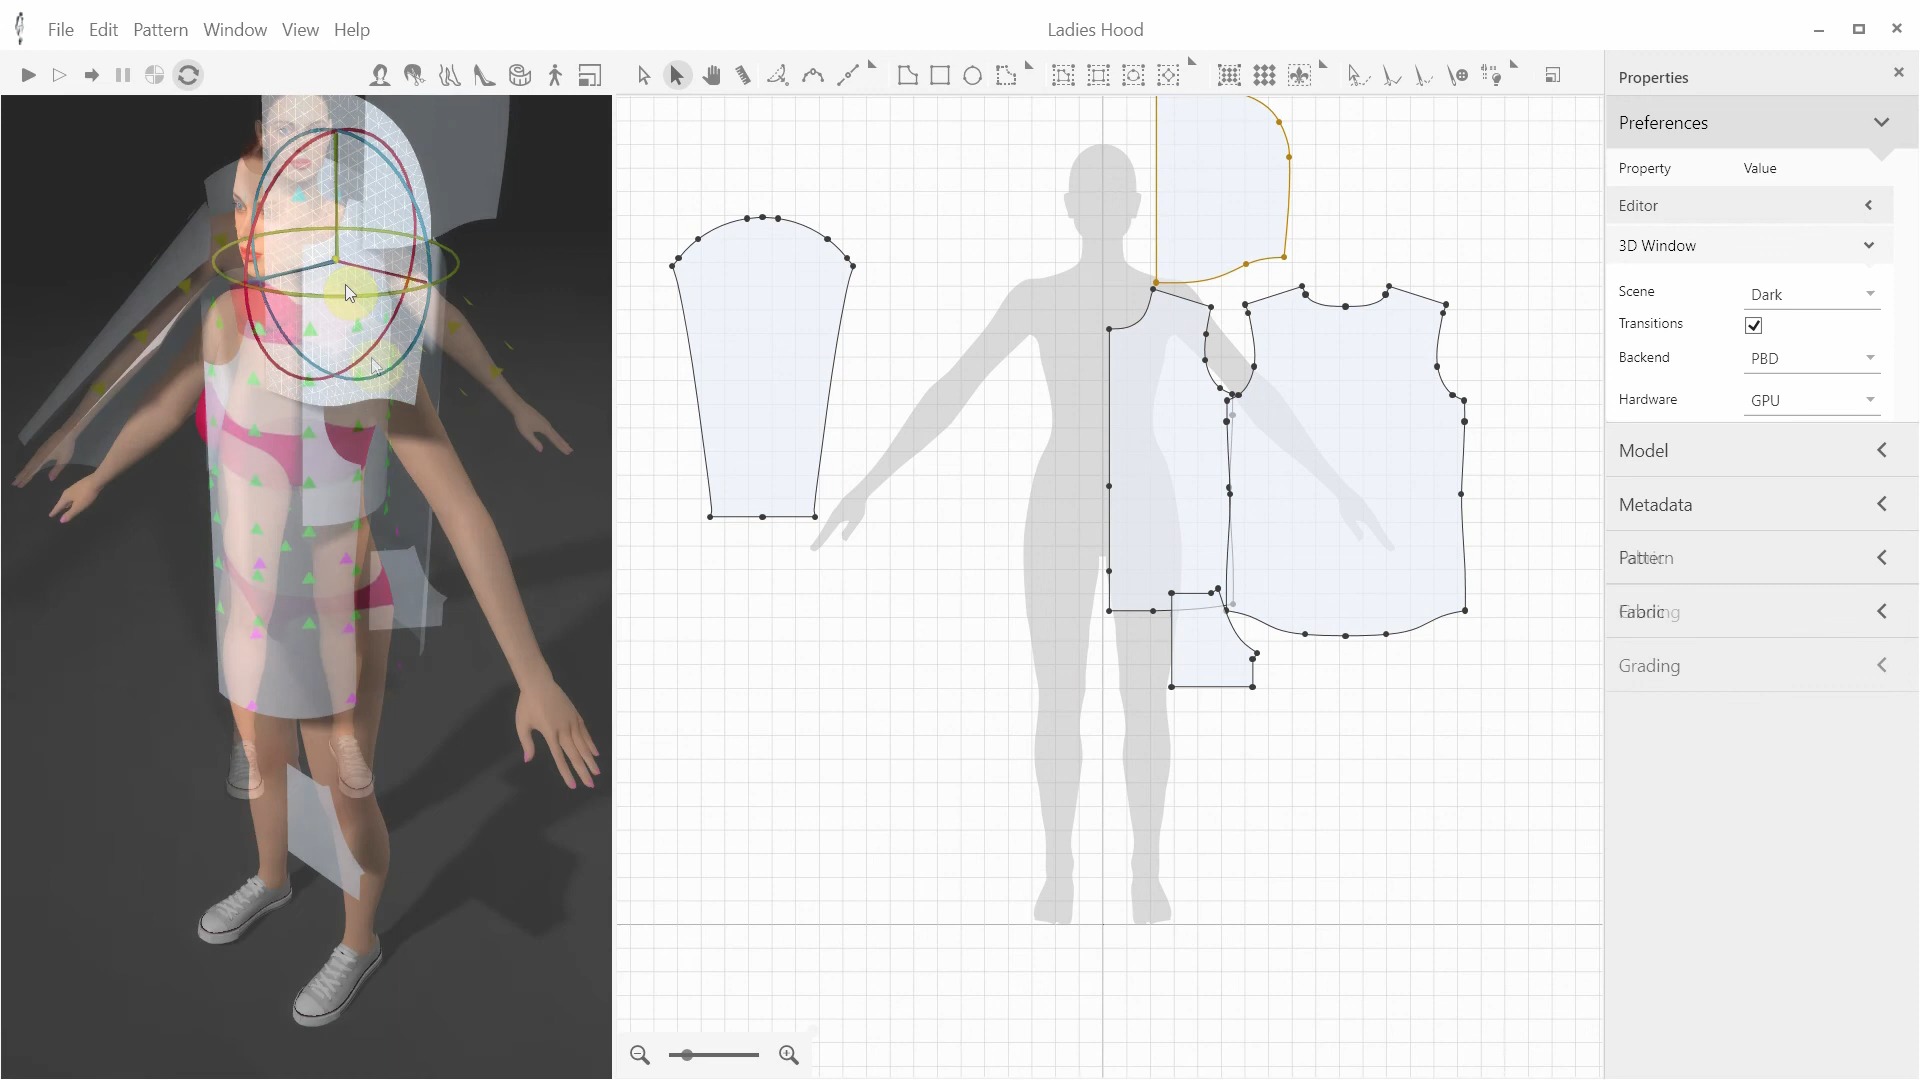 File Edit Pattern Window View Help
Ladies Hood
Properties
Preferences
Property Value
Editor
3D Window
Scene Dark
Transitions
Backend PBD
Hardware GPU
Model
Metadata
Pattern
Fabric
Grading